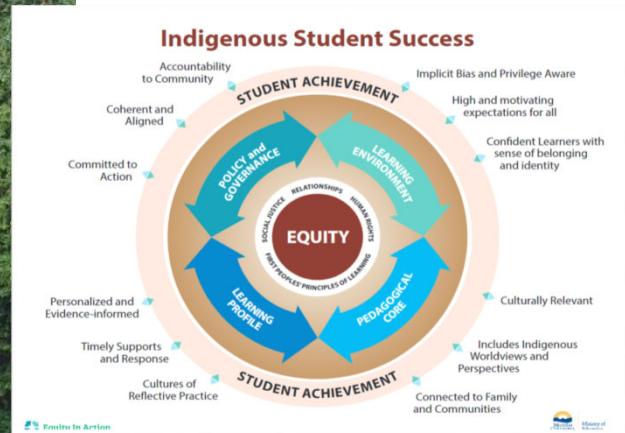 Indigenous Student Success
Accountability
to Community
Coherent and
Aligned
Committed to
Action
STUDENT ACHIEVEMENT
Implicit Bias and Privilege Aware
High and motivating
expectations for all
Confident Learners with
sense of belonging
and identity
POLICY and
GOVERNANCE
LEARNING
ENVIRONMENT
RELATIONSHIPS
SOCIAL JUSTICE
HUMAN RIGHTS
EQUITY
FIRST PEOPLES' PRINCIPLES OF LEARNING
LEARNING
PROFILE
PEDAGOGICAL
CORE
Personalized and
Evidence-informed
Timely Supports
and Response
Cultures of
Reflective Practice
STUDENT ACHIEVEMENT
Culturally Relevant
Includes Indigenous
Worldviews and
Perspectives
Connected to Family
and Communities
Equity In Action
Ministry of